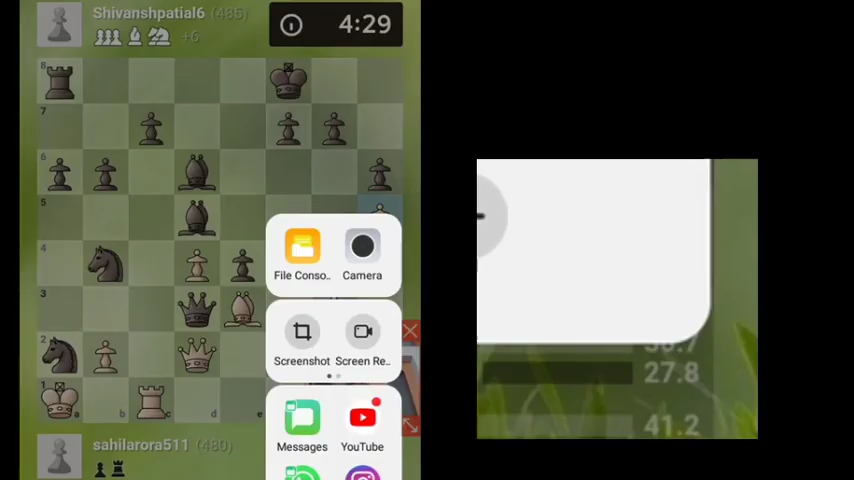 Shivanshpatial6 (485)
+6
4:29
8
7
6
5
4
3
2
1
a b c d e
File Conso..
Camera
Screenshot
Screen Re..
Messages
YouTube
sahilarora511 (480)
27.8
41.2